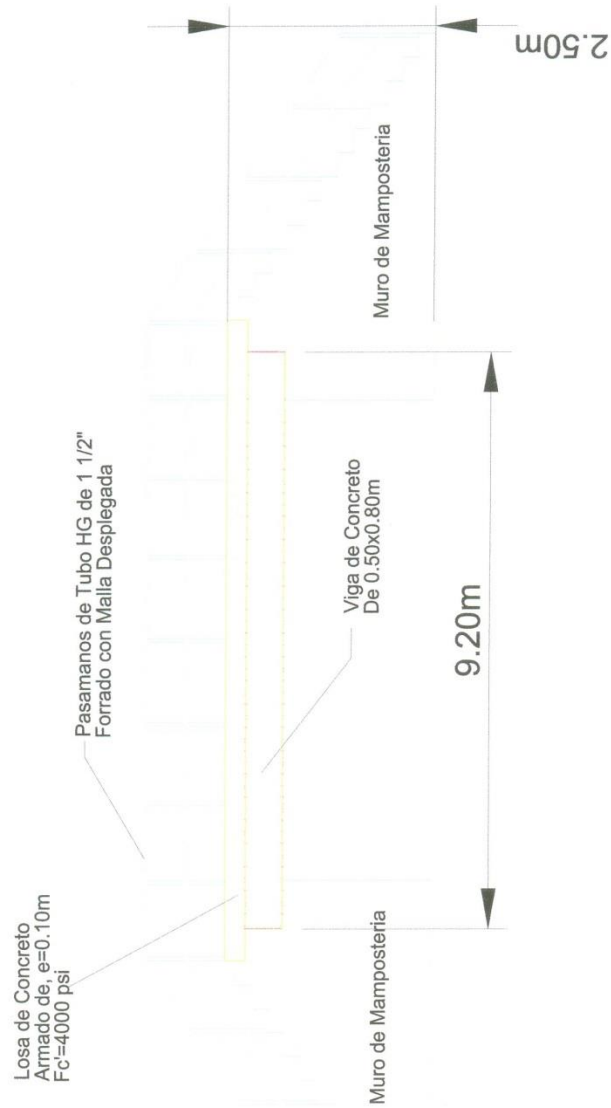 Losa de Concreto
Armado de, e=0.10m
Fc'=4000 psi
Pasamanos de Tubo HG de 1 1/2"
Forrado con Malla Desplegada
Viga de Concreto
De 0.50x0.80m
Muro de Mamposteria
Muro de Mamposteria
9.20m
2.50m